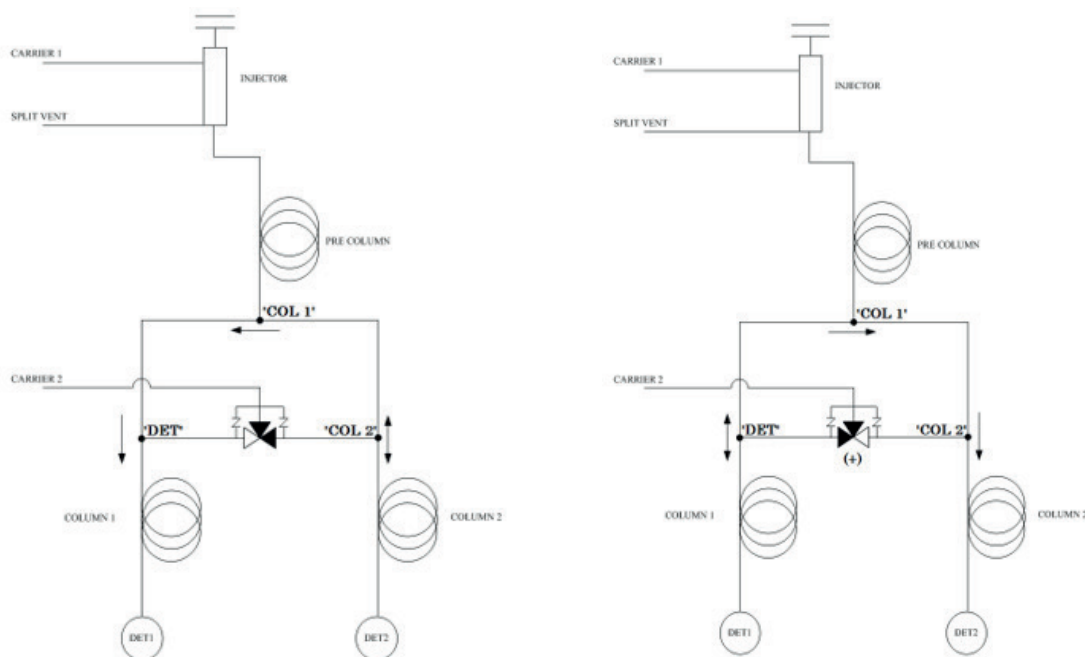 CARRIER 1
INJECTOR
SPLIT VENT
PRE COLUMN
"COL 1"
CARRIER 2
"DET"
"COL 2"
COLUMN 1
COLUMN 2
DET1
DET2
CARRIER 1
INJECTOR
SPLIT VENT
PRE COLUMN
"COL 1"
CARRIER 2
"DET"
"COL 2"
(+)
COLUMN 1
COLUMN 2
DET1
DET2